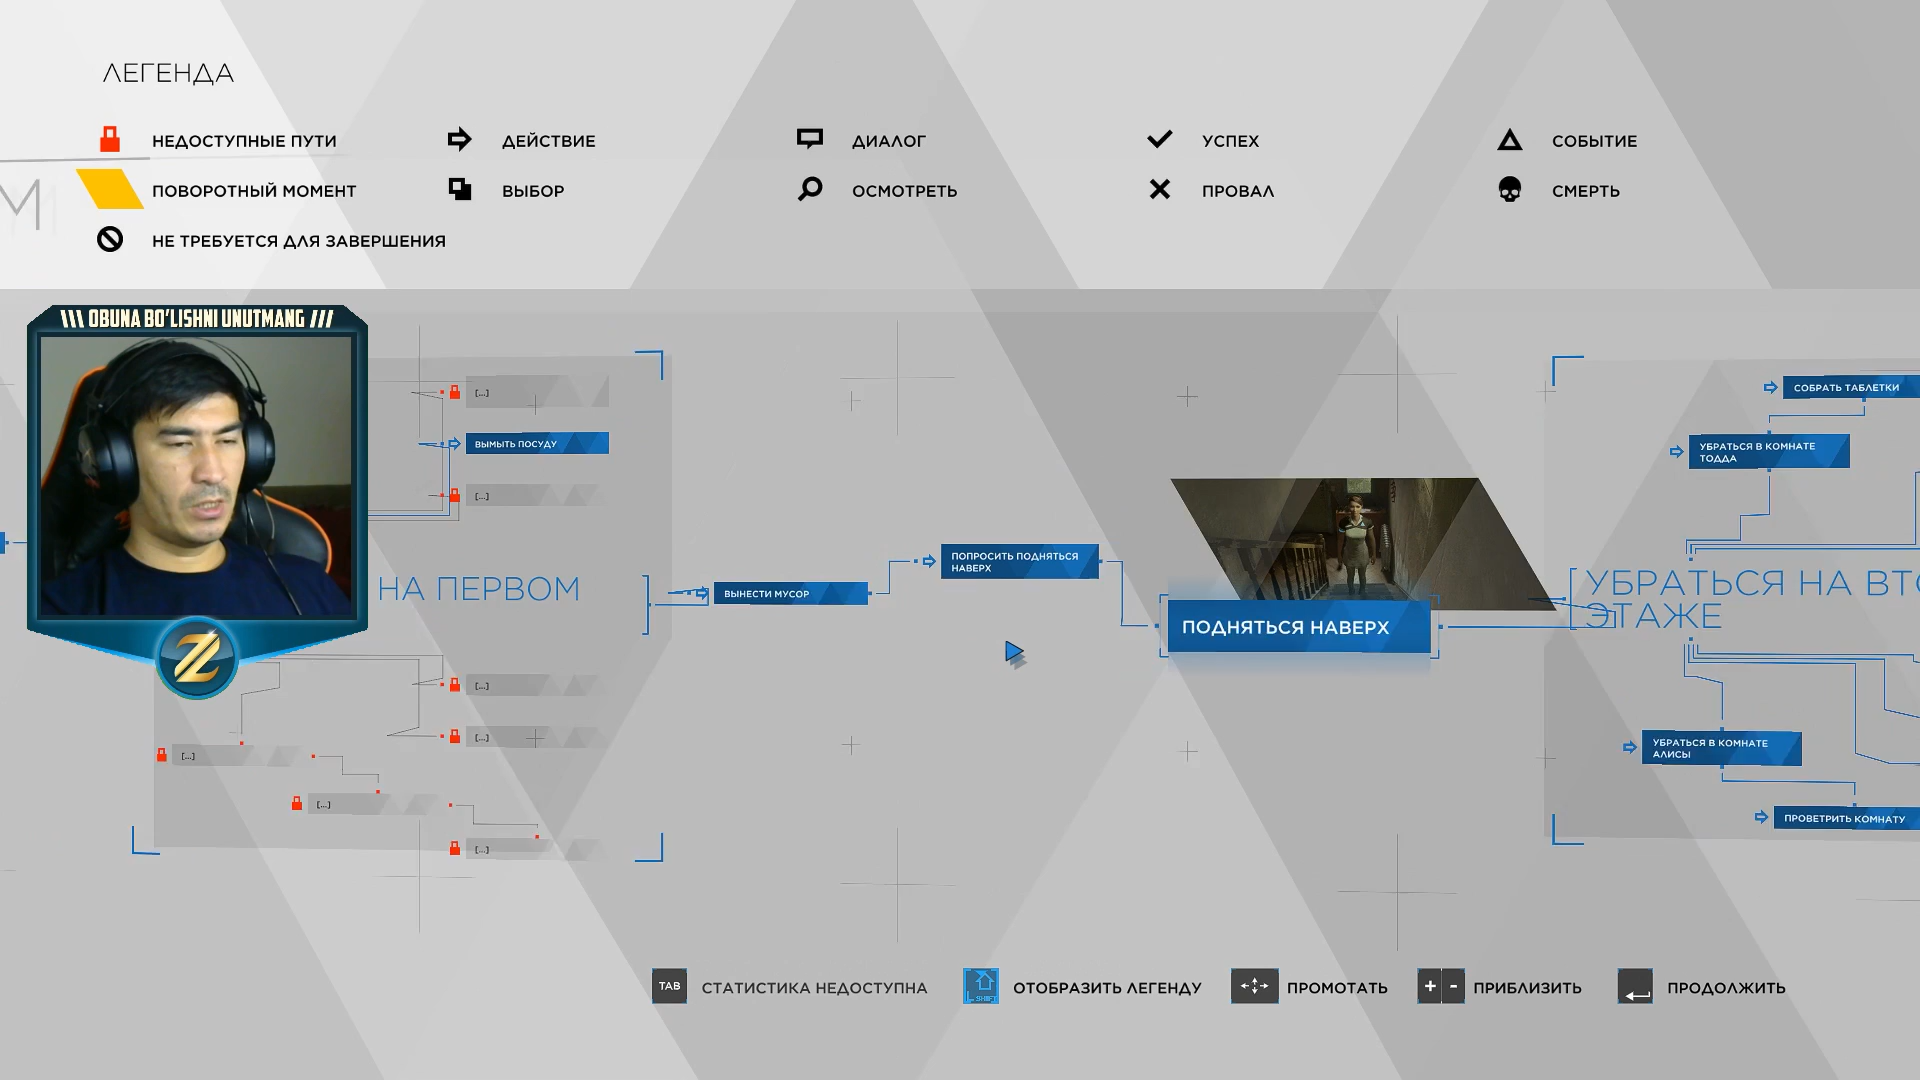 ЛЕГЕНДА
НЕДОСТУПНЫЕ ПУТИ
ДЕЙСТВИЕ
ДИАЛОГ
УСПЕХ
СОБЫТИЕ
ПОВОРОТНЫЙ МОМЕНТ
ВЫБОР
ОСМОТРЕТЬ
ПРОВАЛ
СМЕРТЬ
НЕ ТРЕБУЕТСЯ ДЛЯ ЗАВЕРШЕНИЯ
\\\ OBUNA BO'LISHNI UNUTMANG ///
[...]
ВЫМЫТЬ ПОСУДУ
[...]
НА ПЕРВОМ
ВЫНЕСТИ МУСОР
ПОПРОСИТЬ ПОДНЯТЬСЯ
НАВЕРХ
ПОДНЯТЬСЯ НАВЕРХ
СОБРАТЬ ТАБЛЕТКИ
УБРАТЬСЯ В КОМНАТЕ
ТОДДА
УБРАТЬСЯ НА ВТО
ЭТАЖЕ
УБРАТЬСЯ В КОМНАТЕ
АЛИСЫ
ПРОВЕТРИТЬ КОМНАТУ
Z
[...]
[...]
[...]
[...]
[...]
TAB СТАТИСТИКА НЕДОСТУПНА
SHIFT ОТОБРАЗИТЬ ЛЕГЕНДУ
ПРОМОТАТЬ
+ - ПРИБЛИЗИТЬ
ПРОДОЛЖИТЬ